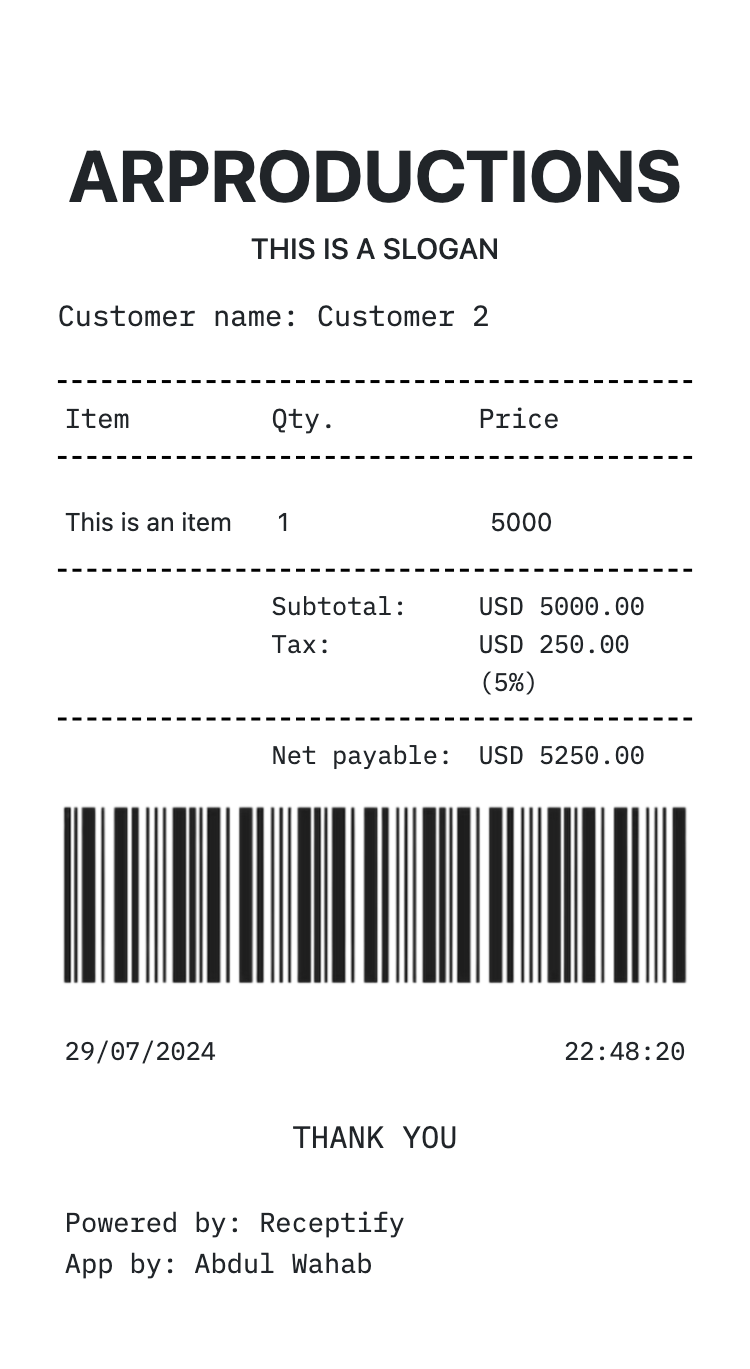 ARPRODUCTIONS
THIS IS A SLOGAN
Customer name: Customer 2
Item Qty. Price
This is an item 1 5000
Subtotal: USD 5000.00
Tax: USD 250.00
(5%)
Net payable: USD 5250.00
29/07/2024 22:48:20
THANK YOU
Powered by: Receptify
App by: Abdul Wahab